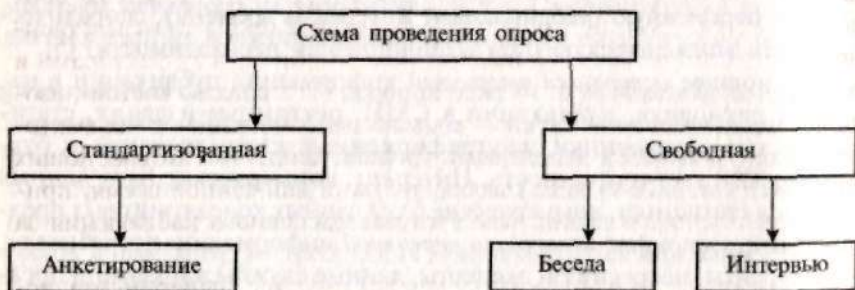 Схема проведения опроса
Стандартизованная
Свободная
Анкетирование
Беседа
Интервью